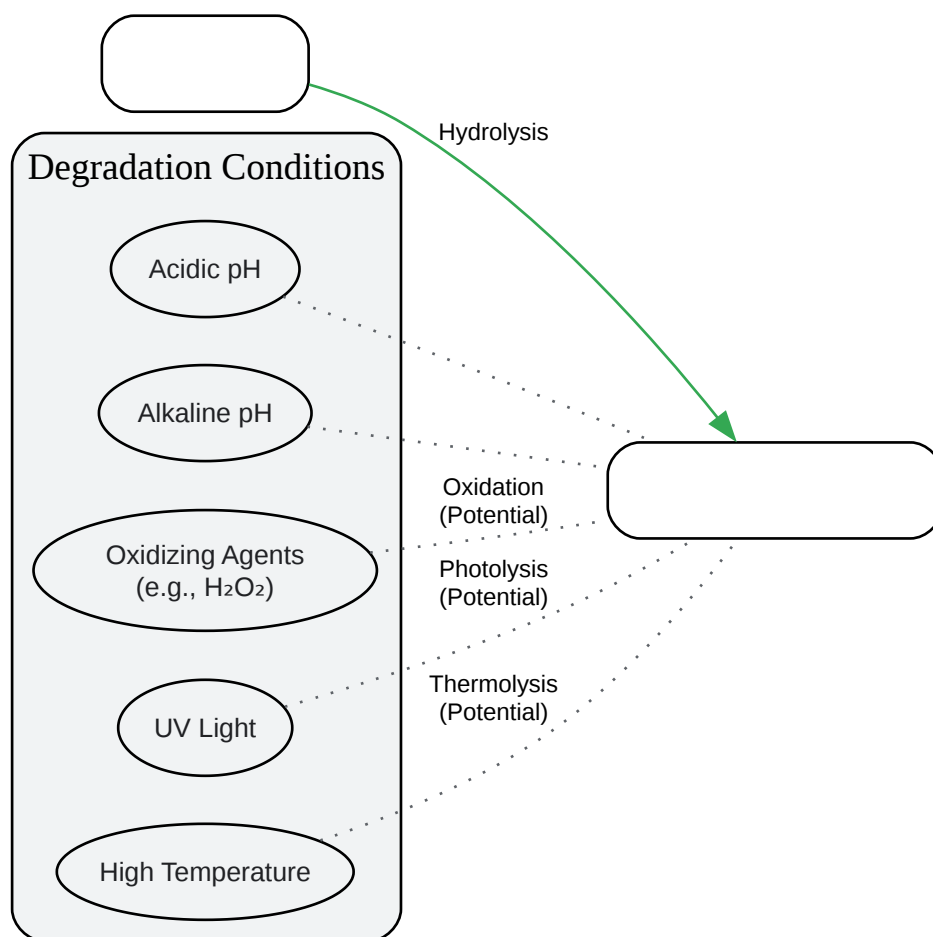 Hydrolysis
Degradation Conditions
Acidic pH
Alkaline pH
Oxidation
(Potential)
Oxidizing Agents
(e.g., H₂O₂)
Photolysis
(Potential)
Thermolysis
(Potential)
UV Light
High Temperature